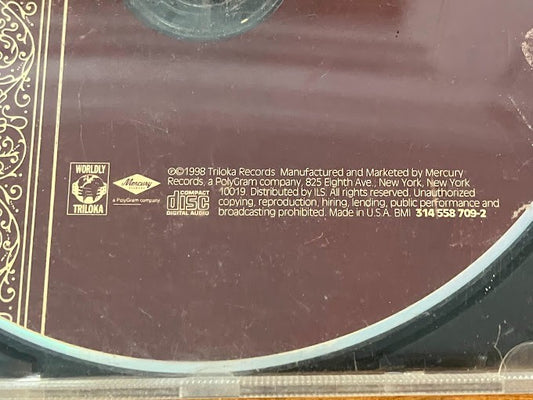 WORLDLY
TRILOKA
Mercury
a PolyGram company
COMPACT
disc
DIGITAL AUDIO
℗©1998 Triloka Records Manufactured and Marketed by Mercury
Records, a PolyGram company, 825 Eighth Ave., New York, New York
10019. Distributed by ILS. All rights reserved. Unauthorized
copying, reproduction, hiring, lending, public performance and
broadcasting prohibited. Made in U.S.A. BMI 314 558 709-2